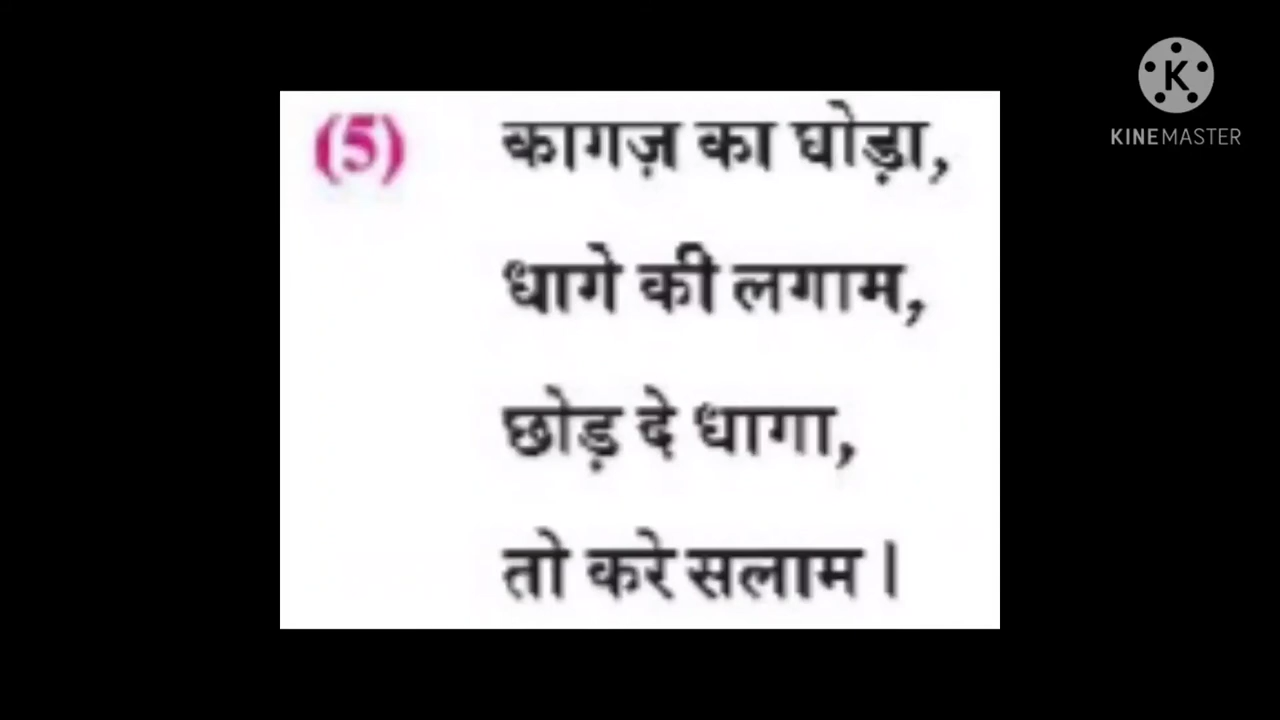 KINEMASTER
(5) कागज़ का घोड़ा,
धागे की लगाम,
छोड़ दे धागा,
तो करे सलाम।